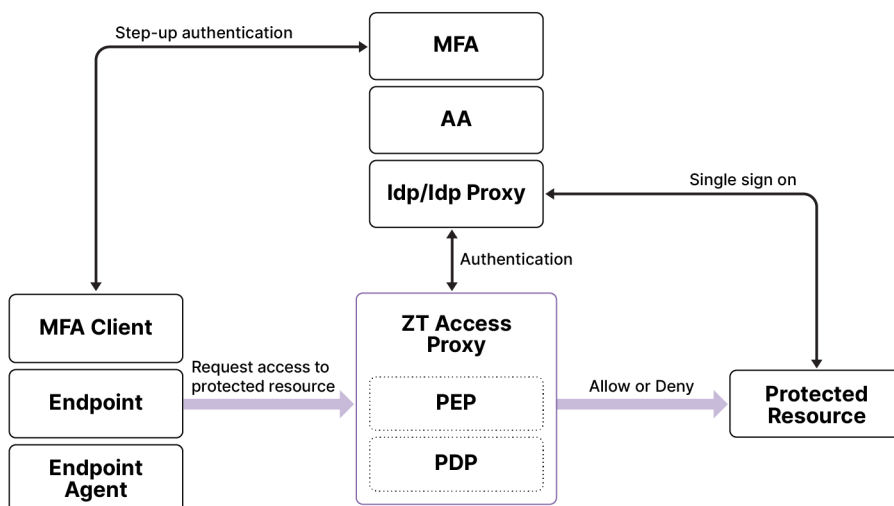 Step-up authentication
MFA
AA
Idp/Idp Proxy
Single sign on
Authentication
MFA Client
Endpoint
Endpoint
Agent
Request access to
protected resource
ZT Access
Proxy
PEP
PDP
Allow or Deny
Protected
Resource